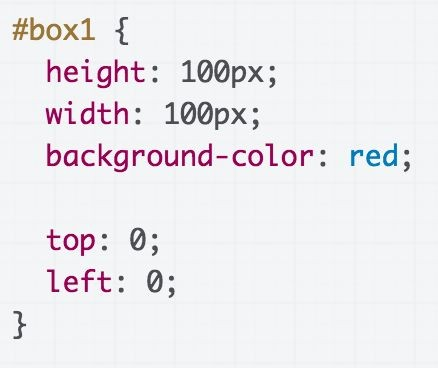 #box1 {
height: 100px;
width: 100px;
background-color: red;
top: 0;
left: 0;
}